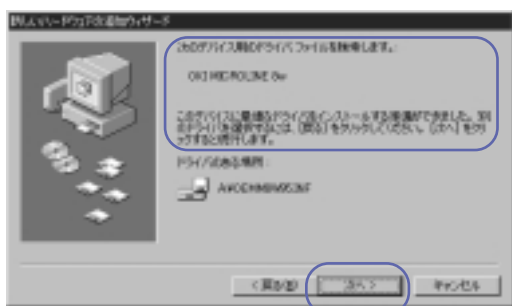 新しいハードウェアの追加ウィザード
次のデバイス用のドライバ ファイルを検索します。:
OKI MICROLINE 8w
このデバイスに最適なドライバをインストールする準備ができました。別
のドライバを選択するには、[戻る] をクリックしてください。[次へ] をクリ
ックすると続行します。
ドライバのある場所 :
< 戻る(B)
次へ >
キャンセル